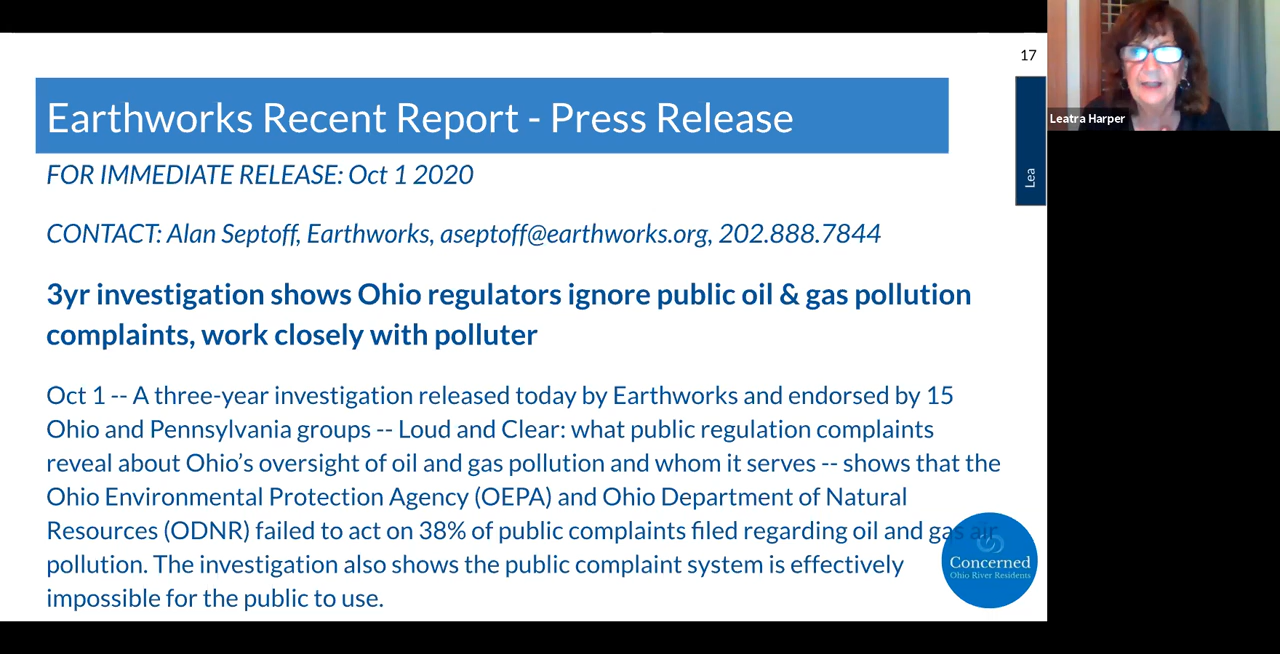 17
Earthworks Recent Report - Press Release
FOR IMMEDIATE RELEASE: Oct 1 2020
CONTACT: Alan Septoff, Earthworks, aseptoff@earthworks.org, 202.888.7844
3yr investigation shows Ohio regulators ignore public oil & gas pollution
complaints, work closely with polluter
Oct 1 -- A three-year investigation released today by Earthworks and endorsed by 15
Ohio and Pennsylvania groups -- Loud and Clear: what public regulation complaints
reveal about Ohio’s oversight of oil and gas pollution and whom it serves -- shows that the
Ohio Environmental Protection Agency (OEPA) and Ohio Department of Natural
Resources (ODNR) failed to act on 38% of public complaints filed regarding oil and gas air
pollution. The investigation also shows the public complaint system is effectively
impossible for the public to use.
Lea
Concerned
Ohio River Residents
Leatra Harper